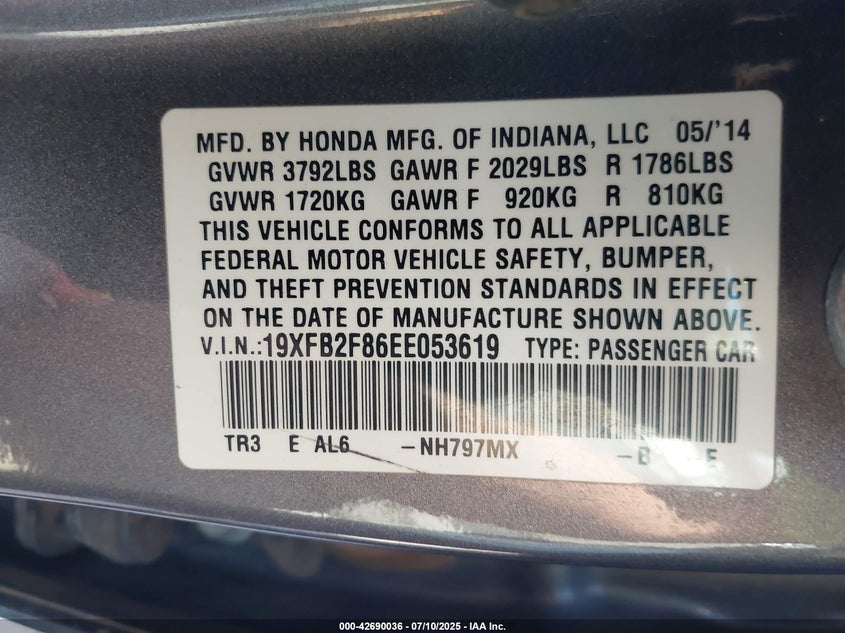 MFD. BY HONDA MFG. OF INDIANA, LLC 05/'14
GVWR 3792LBS GAWR F 2029LBS R 1786LBS
GVWR 1720KG GAWR F 920KG R 810KG
THIS VEHICLE CONFORMS TO ALL APPLICABLE
FEDERAL MOTOR VEHICLE SAFETY, BUMPER,
AND THEFT PREVENTION STANDARDS IN EFFECT
ON THE DATE OF MANUFACTURE SHOWN ABOVE.
V.I.N.:19XFB2F86EE053619 TYPE: PASSENGER CAR
TR3 E AL6 -NH797MX -B E
000-42690036 - 07/10/2025 - IAA Inc.